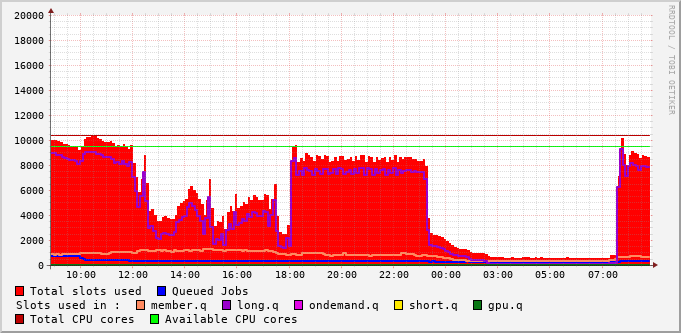 20000
18000
16000
14000
12000
10000
8000
6000
4000
2000
0
10:00 12:00 14:00 16:00 18:00 20:00 22:00 00:00 03:00 05:00 07:00
Total slots used Queued Jobs
Slots used in : member.q long.q ondemand.q short.q gpu.q
Total CPU cores Available CPU cores
RRDTOOL / TOBI OETIKER